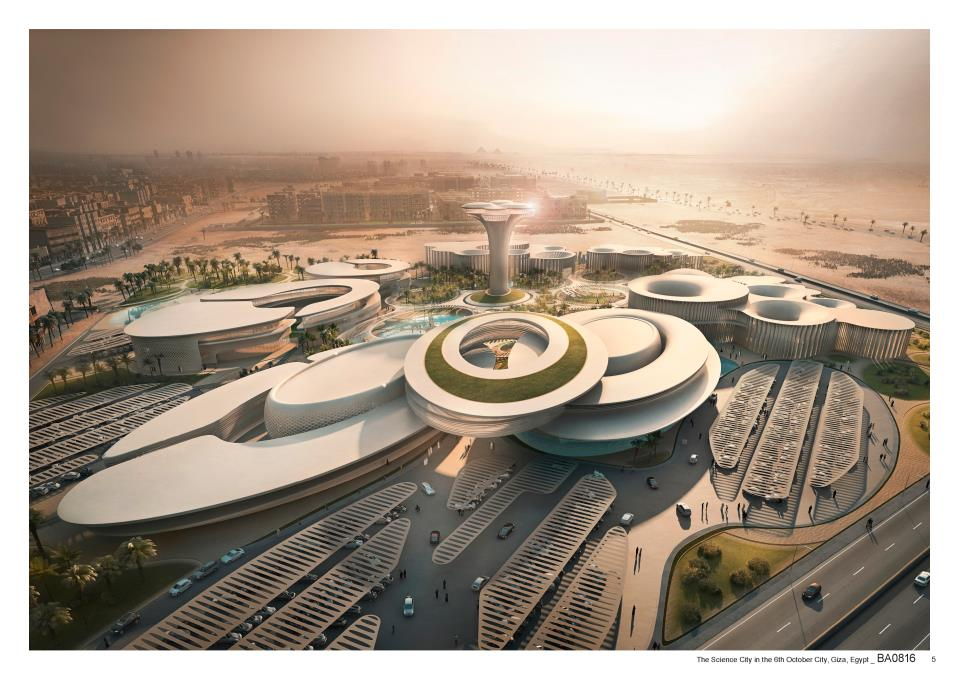 The Science City in the 6th October City, Giza, Egypt _ BA0816 5